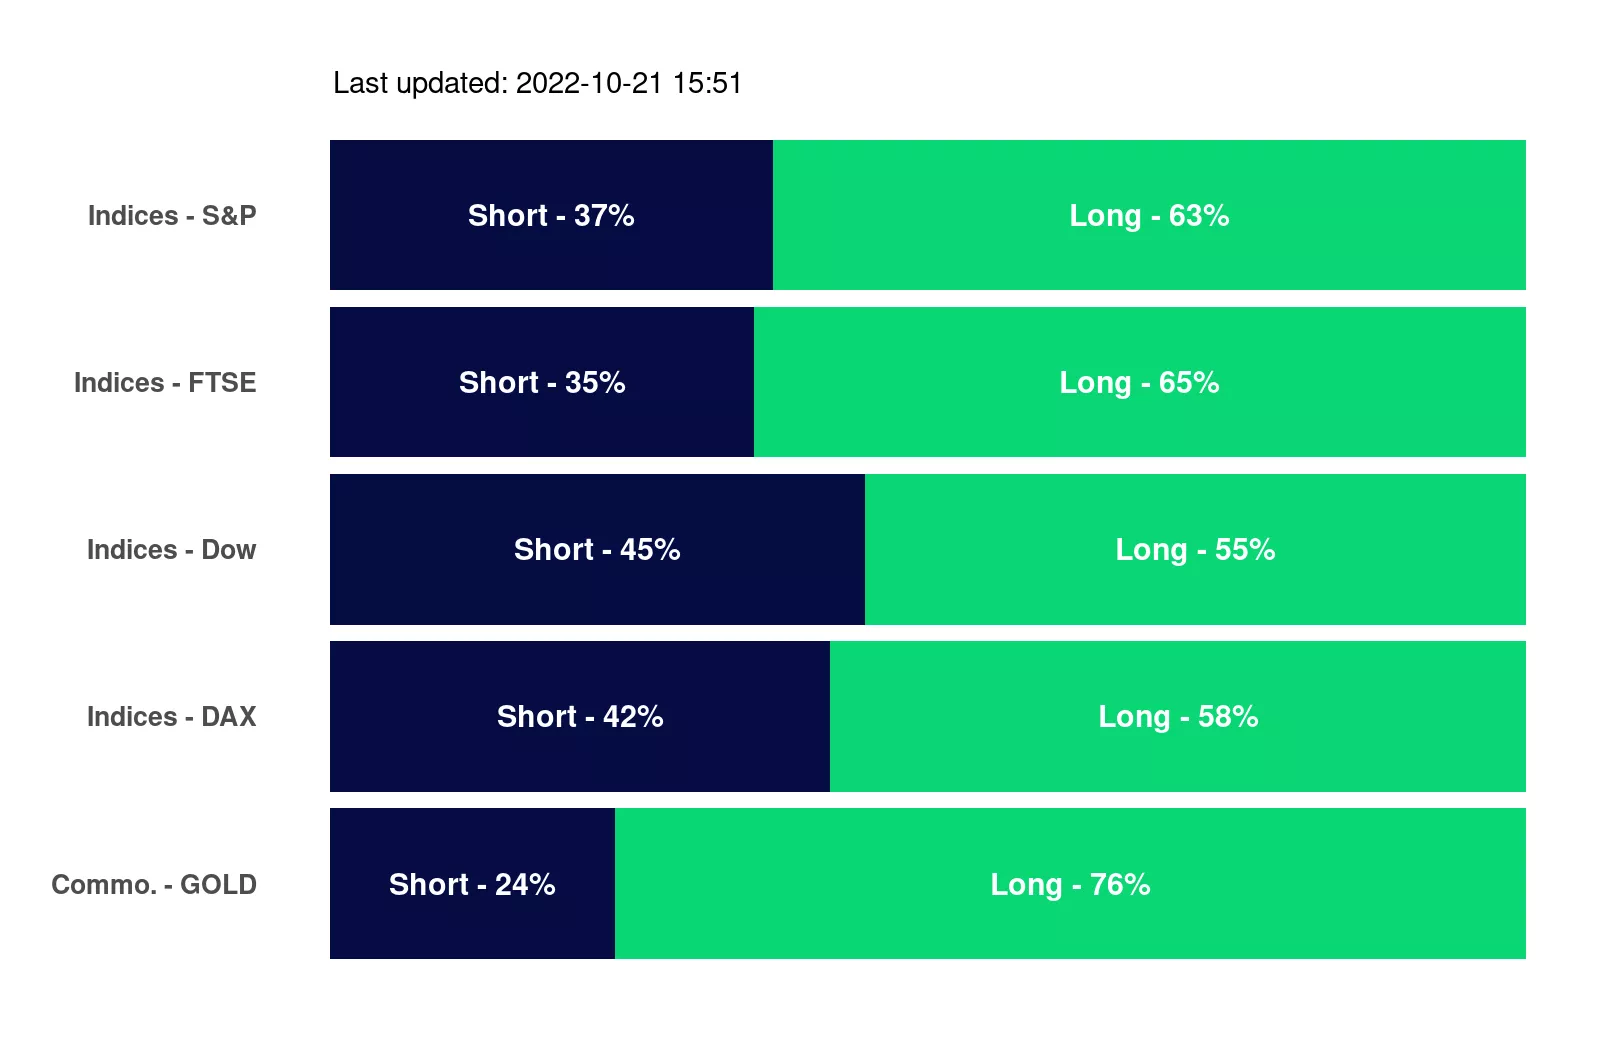 Last updated: 2022-10-21 15:51
Indices - S&P Short - 37% Long - 63%
Indices - FTSE Short - 35% Long - 65%
Indices - Dow Short - 45% Long - 55%
Indices - DAX Short - 42% Long - 58%
Commo. - GOLD Short - 24% Long - 76%